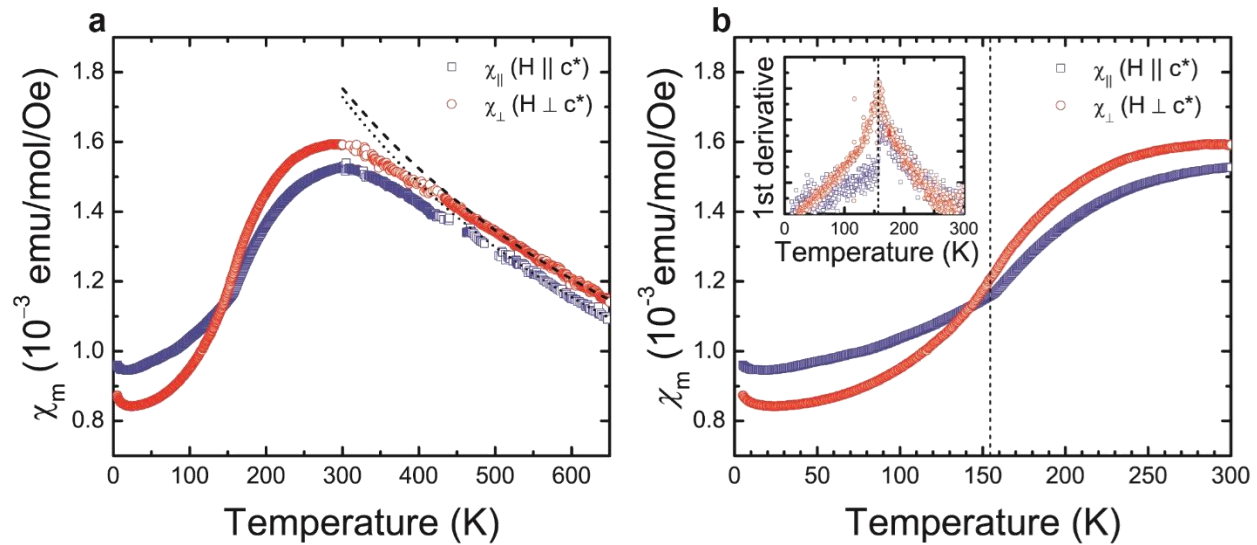 a
χ∥ (H || c*)
χ⊥ (H ⊥ c*)
χm (10−3 emu/mol/Oe)
1.8
1.6
1.4
1.2
1.0
0.8
0 100 200 300 400 500 600
Temperature (K)
b
χ∥ (H || c*)
χ⊥ (H ⊥ c*)
1st derivative
0 100 200 300
Temperature (K)
χm (10-3 emu/mol/Oe)
1.8
1.6
1.4
1.2
1.0
0.8
0 50 100 150 200 250 300
Temperature (K)